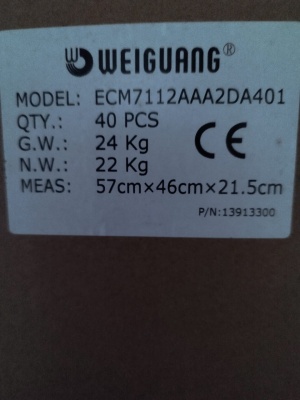 WEIGUANG®
MODEL: ECM7112AAA2DA401
QTY.: 40 PCS
G.W.: 24 Kg
N.W.: 22 Kg
MEAS: 57cm×46cm×21.5cm
CE
P/N:13913300